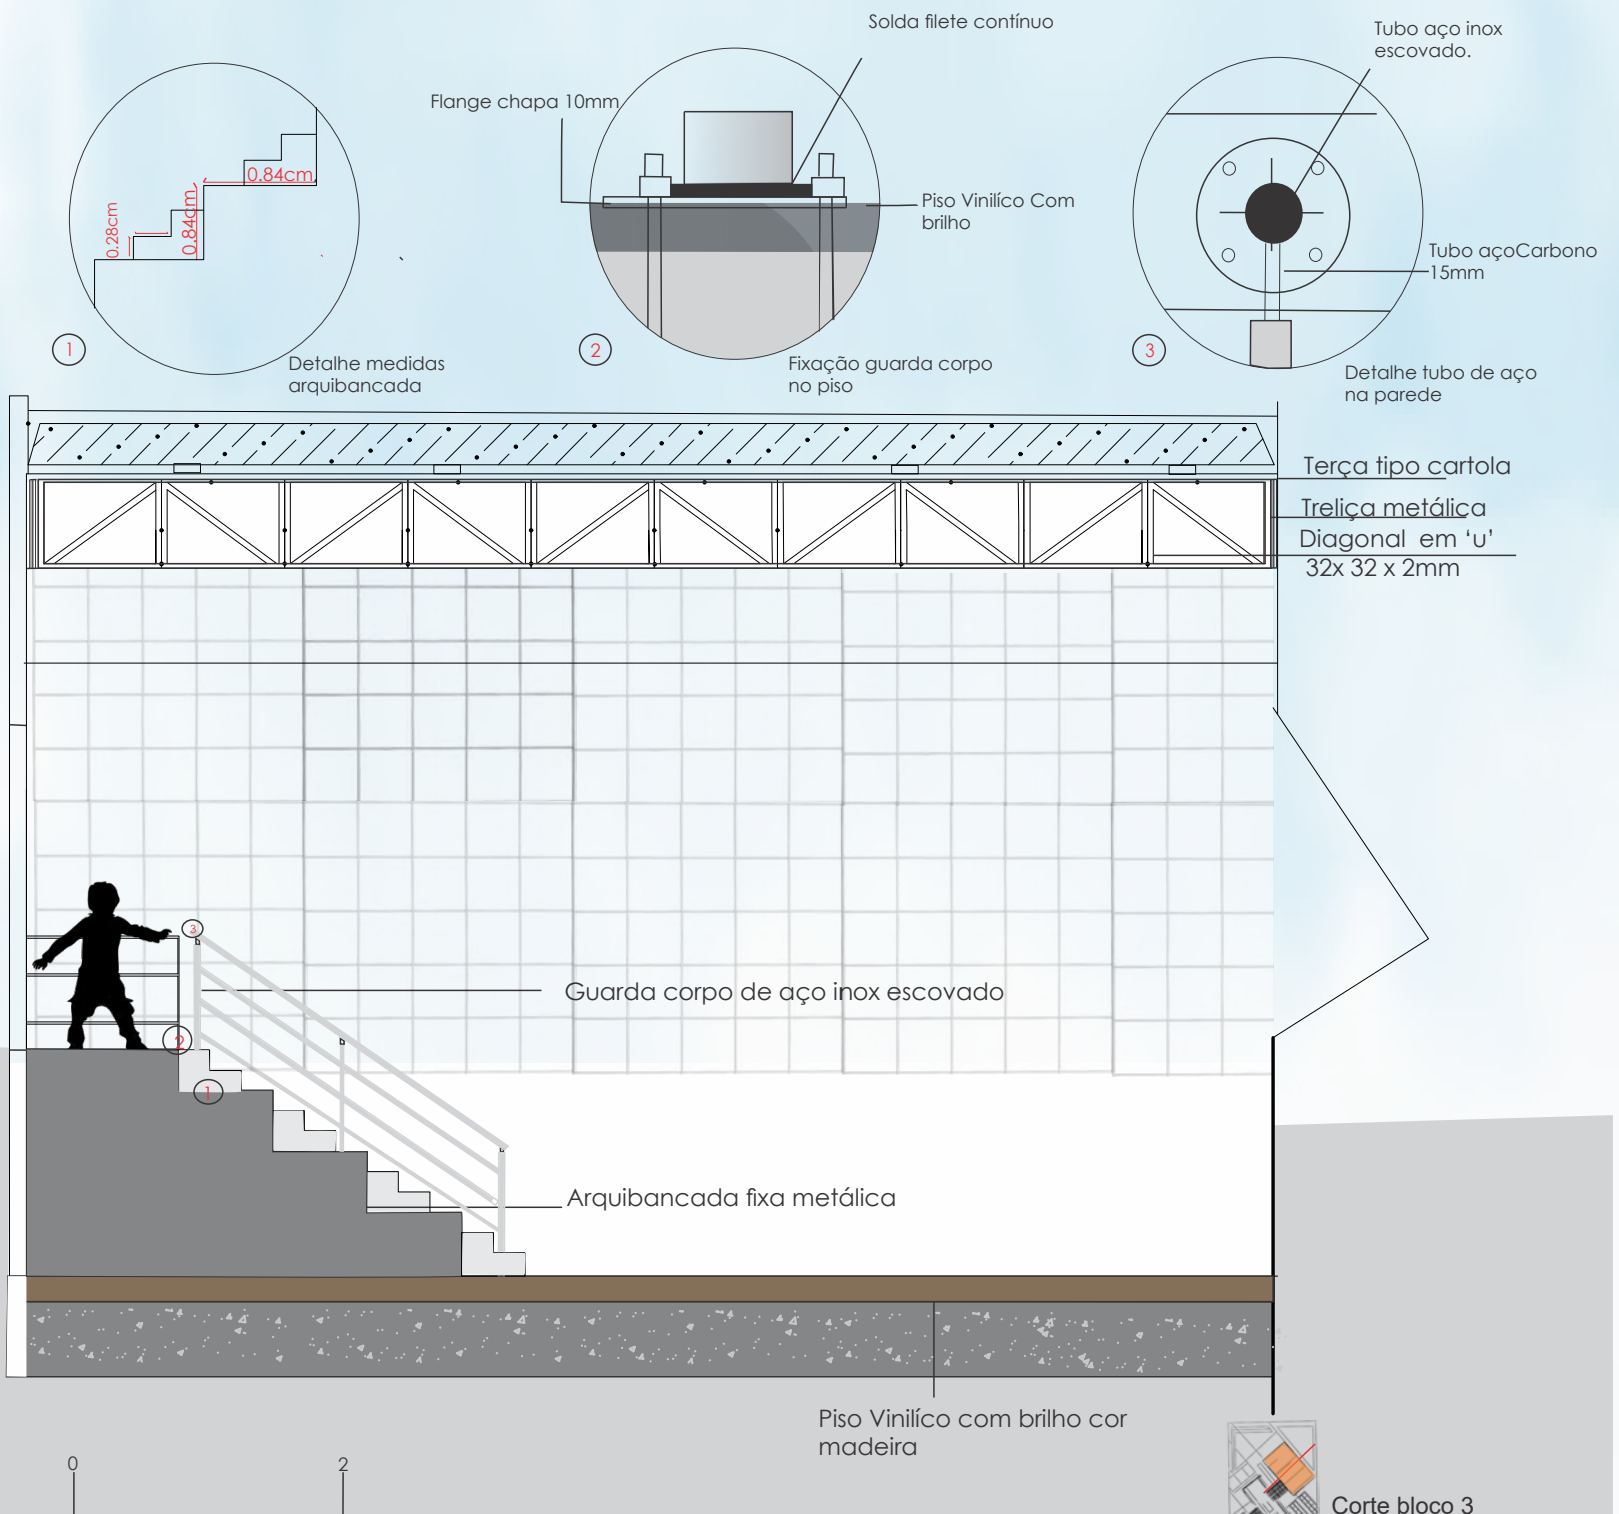 Solda filete contínuo
Tubo aço inox
escovado.
Flange chapa 10mm
0.84cm
0.28cm
0.84cm
Piso Vinilíco Com
brilho
Tubo açoCarbono
15mm
1
2
3
Detalhe medidas
arquibancada
Fixação guarda corpo
no piso
Detalhe tubo de aço
na parede
Terça tipo cartola
Treliça metálica
Diagonal em ‘u’
32x 32 x 2mm
3
Guarda corpo de aço inox escovado
2
1
Arquibancada fixa metálica
Piso Vinilíco com brilho cor
madeira
0
2
Corte bloco 3